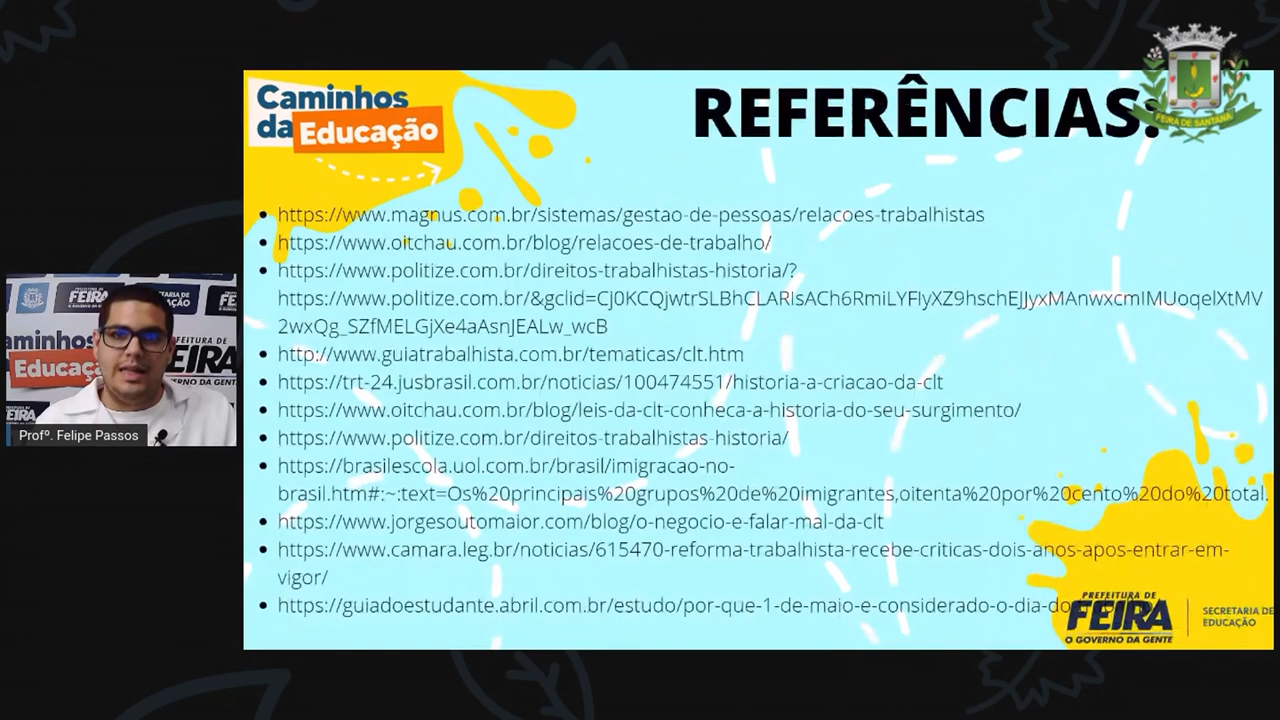 Caminhos
da Educação
REFERÊNCIAS:
FEIRA DE SANTANA
• https://www.magnus.com.br/sistemas/gestao-de-pessoas/relacoes-trabalhistas
• https://www.oitchau.com.br/blog/relacoes-de-trabalho/
• https://www.politize.com.br/direitos-trabalhistas-historia/?
https://www.politize.com.br/&gclid=Cj0KCQjwtrSLBhCLARIsACh6RmiLYFIyXZ9hschEJJyxMAnwxcmIMUoqelXtMV
2wxQg_SZfMELGjXe4aAsnJEALw_wcB
• http://www.guiatrabalhista.com.br/tematicas/clt.htm
• https://trt-24.jusbrasil.com.br/noticias/100474551/historia-a-criacao-da-clt
• https://www.oitchau.com.br/blog/leis-da-clt-conheca-a-historia-do-seu-surgimento/
• https://www.politize.com.br/direitos-trabalhistas-historia/
• https://brasilescola.uol.com.br/brasil/imigracao-no-
brasil.htm#:~:text=Os%20principais%20grupos%20de%20imigrantes,oitenta%20por%20cento%20do%20total.
• https://www.jorgesoutomaior.com/blog/o-negocio-e-falar-mal-da-clt
• https://www.camara.leg.br/noticias/615470-reforma-trabalhista-recebe-criticas-dois-anos-apos-entrar-em-
vigor/
• https://guiadoestudante.abril.com.br/estudo/por-que-1-de-maio-e-considerado-o-dia-do
PREFEITURA DE
FEIRA
O GOVERNO DA GENTE
SECRETARIA DE
EDUCAÇÃO
FEIRA
aminhos
Educaç
FEIRA
Profº. Felipe Passos